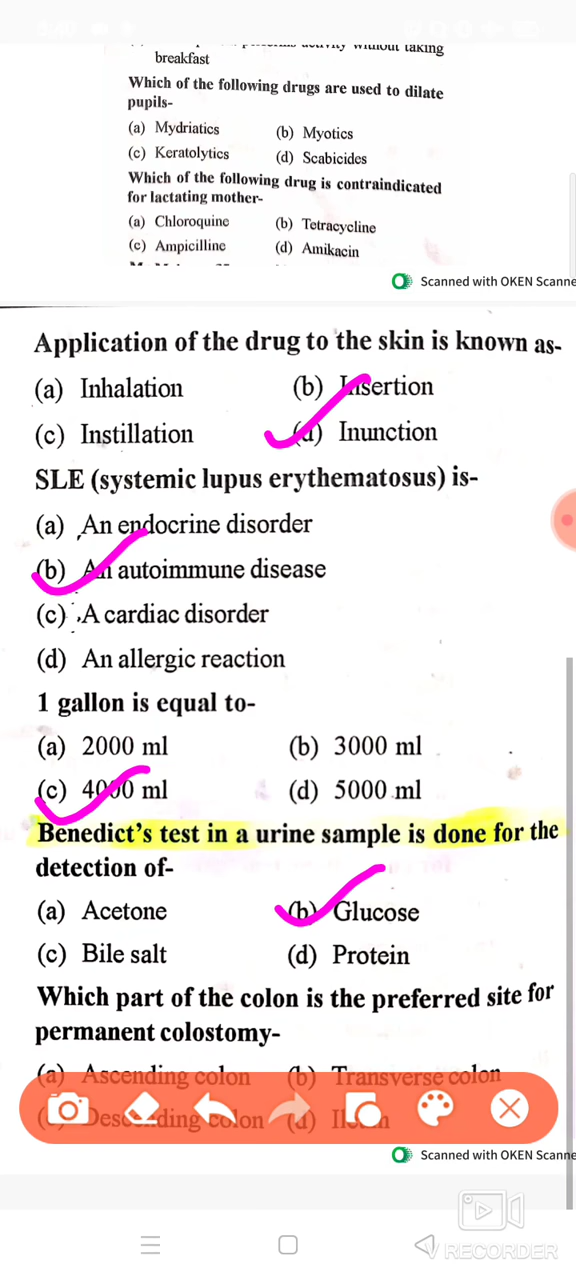 breakfast
Which of the following drugs are used to dilate
pupils-
(a) Mydriatics (b) Myotics
(c) Keratolytics (d) Scabicides
Which of the following drug is contraindicated
for lactating mother-
(a) Chloroquine (b) Tetracycline
(c) Ampicilline (d) Amikacin
Scanned with OKEN Scanne
Application of the drug to the skin is known as-
(a) Inhalation (b) Insertion
(c) Instillation (d) Inunction
SLE (systemic lupus erythematosus) is-
(a) An endocrine disorder
(b) An autoimmune disease
(c) A cardiac disorder
(d) An allergic reaction
1 gallon is equal to-
(a) 2000 ml (b) 3000 ml
(c) 4000 ml (d) 5000 ml
Benedict's test in a urine sample is done for the
detection of-
(a) Acetone (b) Glucose
(c) Bile salt (d) Protein
Which part of the colon is the preferred site for
permanent colostomy-
(a) Ascending colon (b) Transverse colon
Descending colon (d)
Scanned with OKEN Scanne
RECORDER